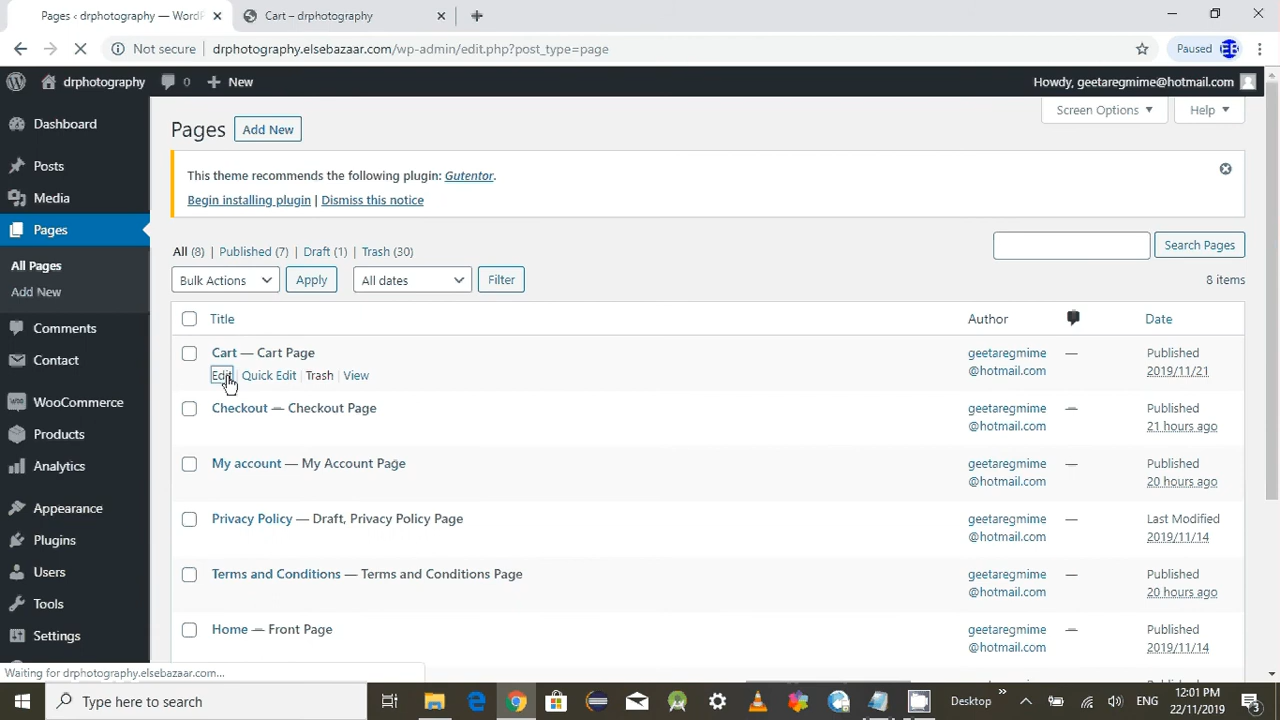 Pages ‹ drphotography — WordPr
Cart – drphotography
Not secure
drphotography.elsebazaar.com/wp-admin/edit.php?post_type=page
Paused
EB
drphotography
0
New
Howdy, geetaregmime@hotmail.com
Dashboard
Posts
Media
Pages
All Pages
Add New
Comments
Contact
WooCommerce
Products
Analytics
Appearance
Plugins
Users
Tools
Settings
Screen Options
Help
Pages
Add New
This theme recommends the following plugin: Gutentor.
Begin installing plugin | Dismiss this notice
All (8) | Published (7) | Draft (1) | Trash (30)
Search Pages
Bulk Actions
Apply
All dates
Filter
8 items
Title
Author
Date
Cart — Cart Page
geetaregmime
@hotmail.com
—
Published
2019/11/21
Edit | Quick Edit | Trash | View
Checkout — Checkout Page
geetaregmime
@hotmail.com
—
Published
21 hours ago
My account — My Account Page
geetaregmime
@hotmail.com
—
Published
20 hours ago
Privacy Policy — Draft, Privacy Policy Page
geetaregmime
@hotmail.com
—
Last Modified
2019/11/14
Terms and Conditions — Terms and Conditions Page
geetaregmime
@hotmail.com
—
Published
20 hours ago
Home — Front Page
geetaregmime
@hotmail.com
—
Published
2019/11/14
Waiting for drphotography.elsebazaar.com...
Type here to search
Desktop
ENG
12:01 PM
22/11/2019
3